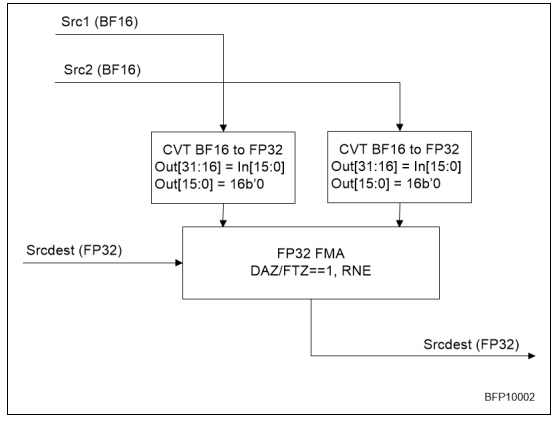 Src1 (BF16)
Src2 (BF16)
CVT BF16 to FP32
Out[31:16] = In[15:0]
Out[15:0] = 16b'0
CVT BF16 to FP32
Out[31:16] = In[15:0]
Out[15:0] = 16b'0
Srcdest (FP32)
FP32 FMA
DAZ/FTZ==1, RNE
Srcdest (FP32)
BFP10002